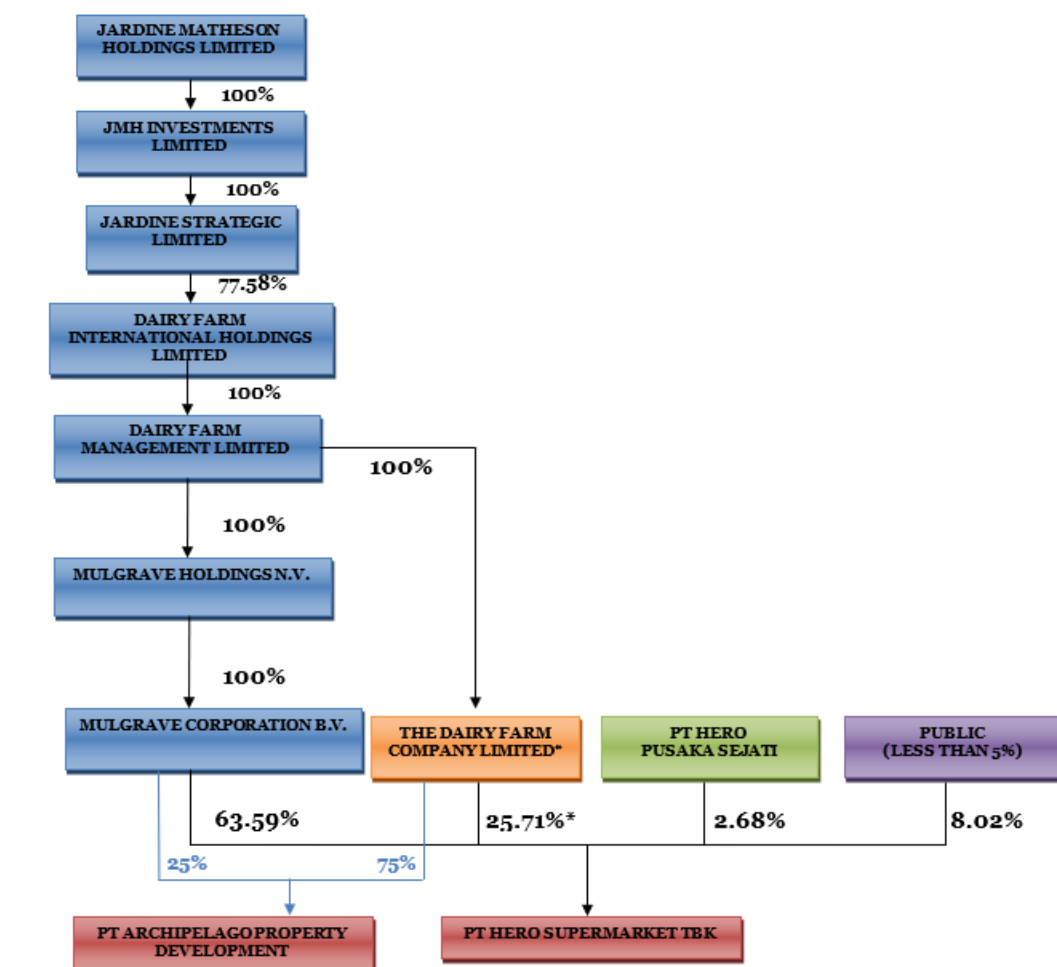 JARDINE MATHESON
HOLDINGS LIMITED
100%
JMH INVESTMENTS
LIMITED
100%
JARDINE STRATEGIC
LIMITED
77.58%
DAIRY FARM
INTERNATIONAL HOLDINGS
LIMITED
100%
DAIRY FARM
MANAGEMENT LIMITED
100%
100%
MULGRAVE HOLDINGS N.V.
100%
MULGRAVE CORPORATION B.V.
THE DAIRY FARM
COMPANY LIMITED*
PT HERO
PUSAKA SEJATI
PUBLIC
(LESS THAN 5%)
63.59%
25.71%*
2.68%
8.02%
25%
75%
PT ARCHIPELAGO PROPERTY
DEVELOPMENT
PT HERO SUPERMARKET TBK